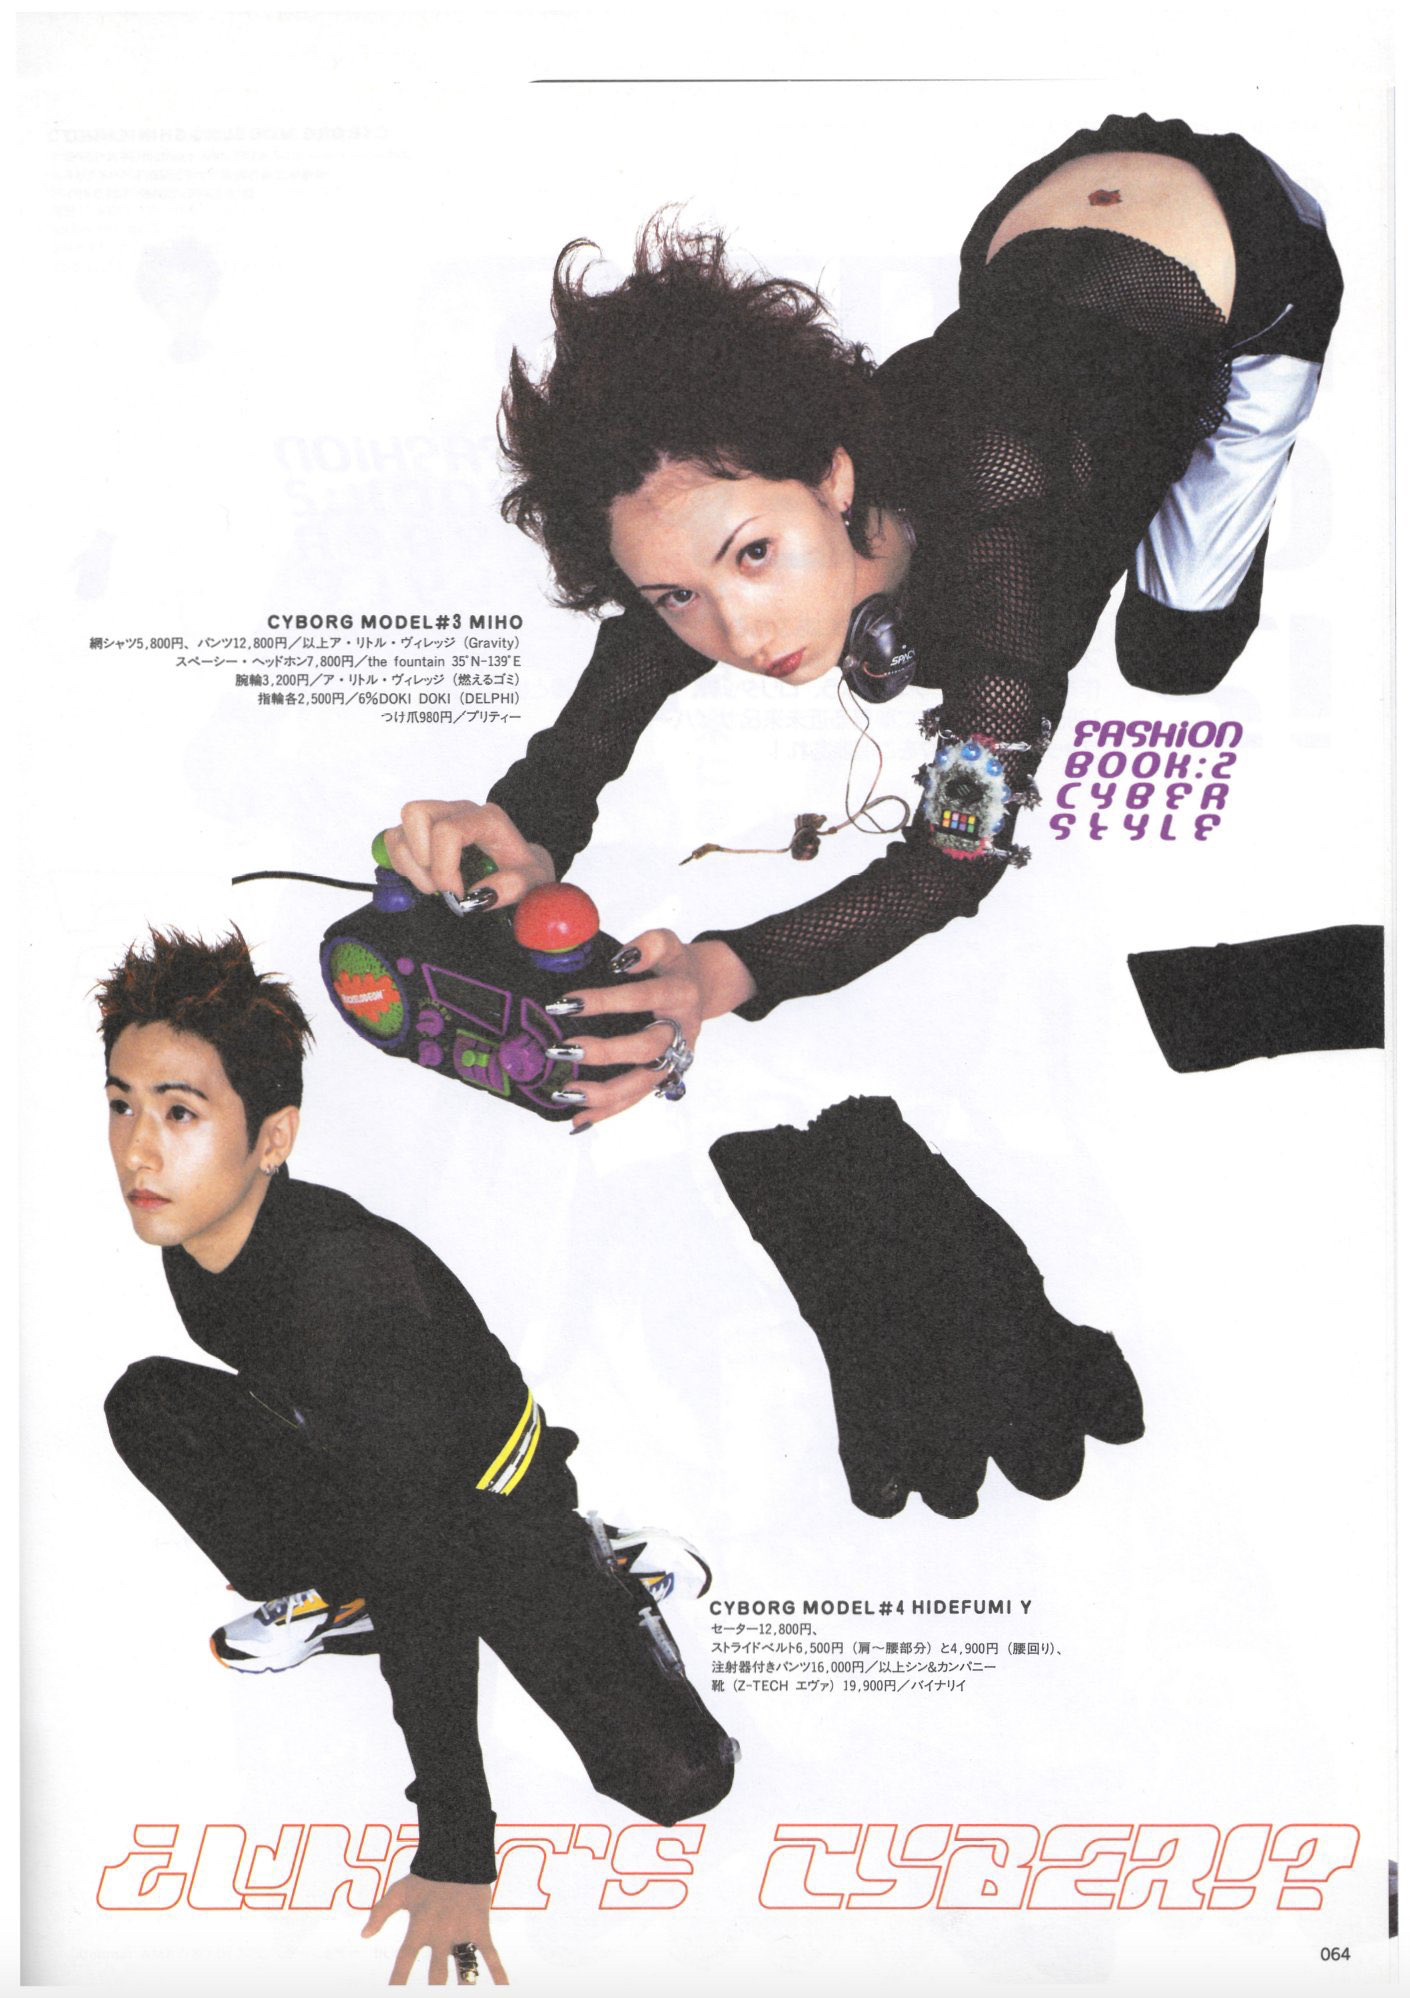 CYBORG MODEL#3 MIHO
網シャツ5,800円、パンツ12,800円／以上ア・リトル・ヴィレッジ（Gravity）
スペーシー・ヘッドホン7,800円／the fountain 35°N-139°E
腕輪3,200円／ア・リトル・ヴィレッジ（燃えるゴミ）
指輪各2,500円／6%DOKI DOKI（DELPHI）
つけ爪980円／プリティー
SPACY
FASHION
BOOK:2
CYBER
STYLE
NICKELODEON
CYBORG MODEL#4 HIDEFUMI Y
セーター12,800円、
ストライドベルト6,500円（肩〜腰部分）と4,900円（腰回り）、
注射器付きパンツ16,000円／以上シン&カンパニー
靴（Z-TECH エヴァ）19,900円／バイナリイ
WHAT'S CYBER!?
064